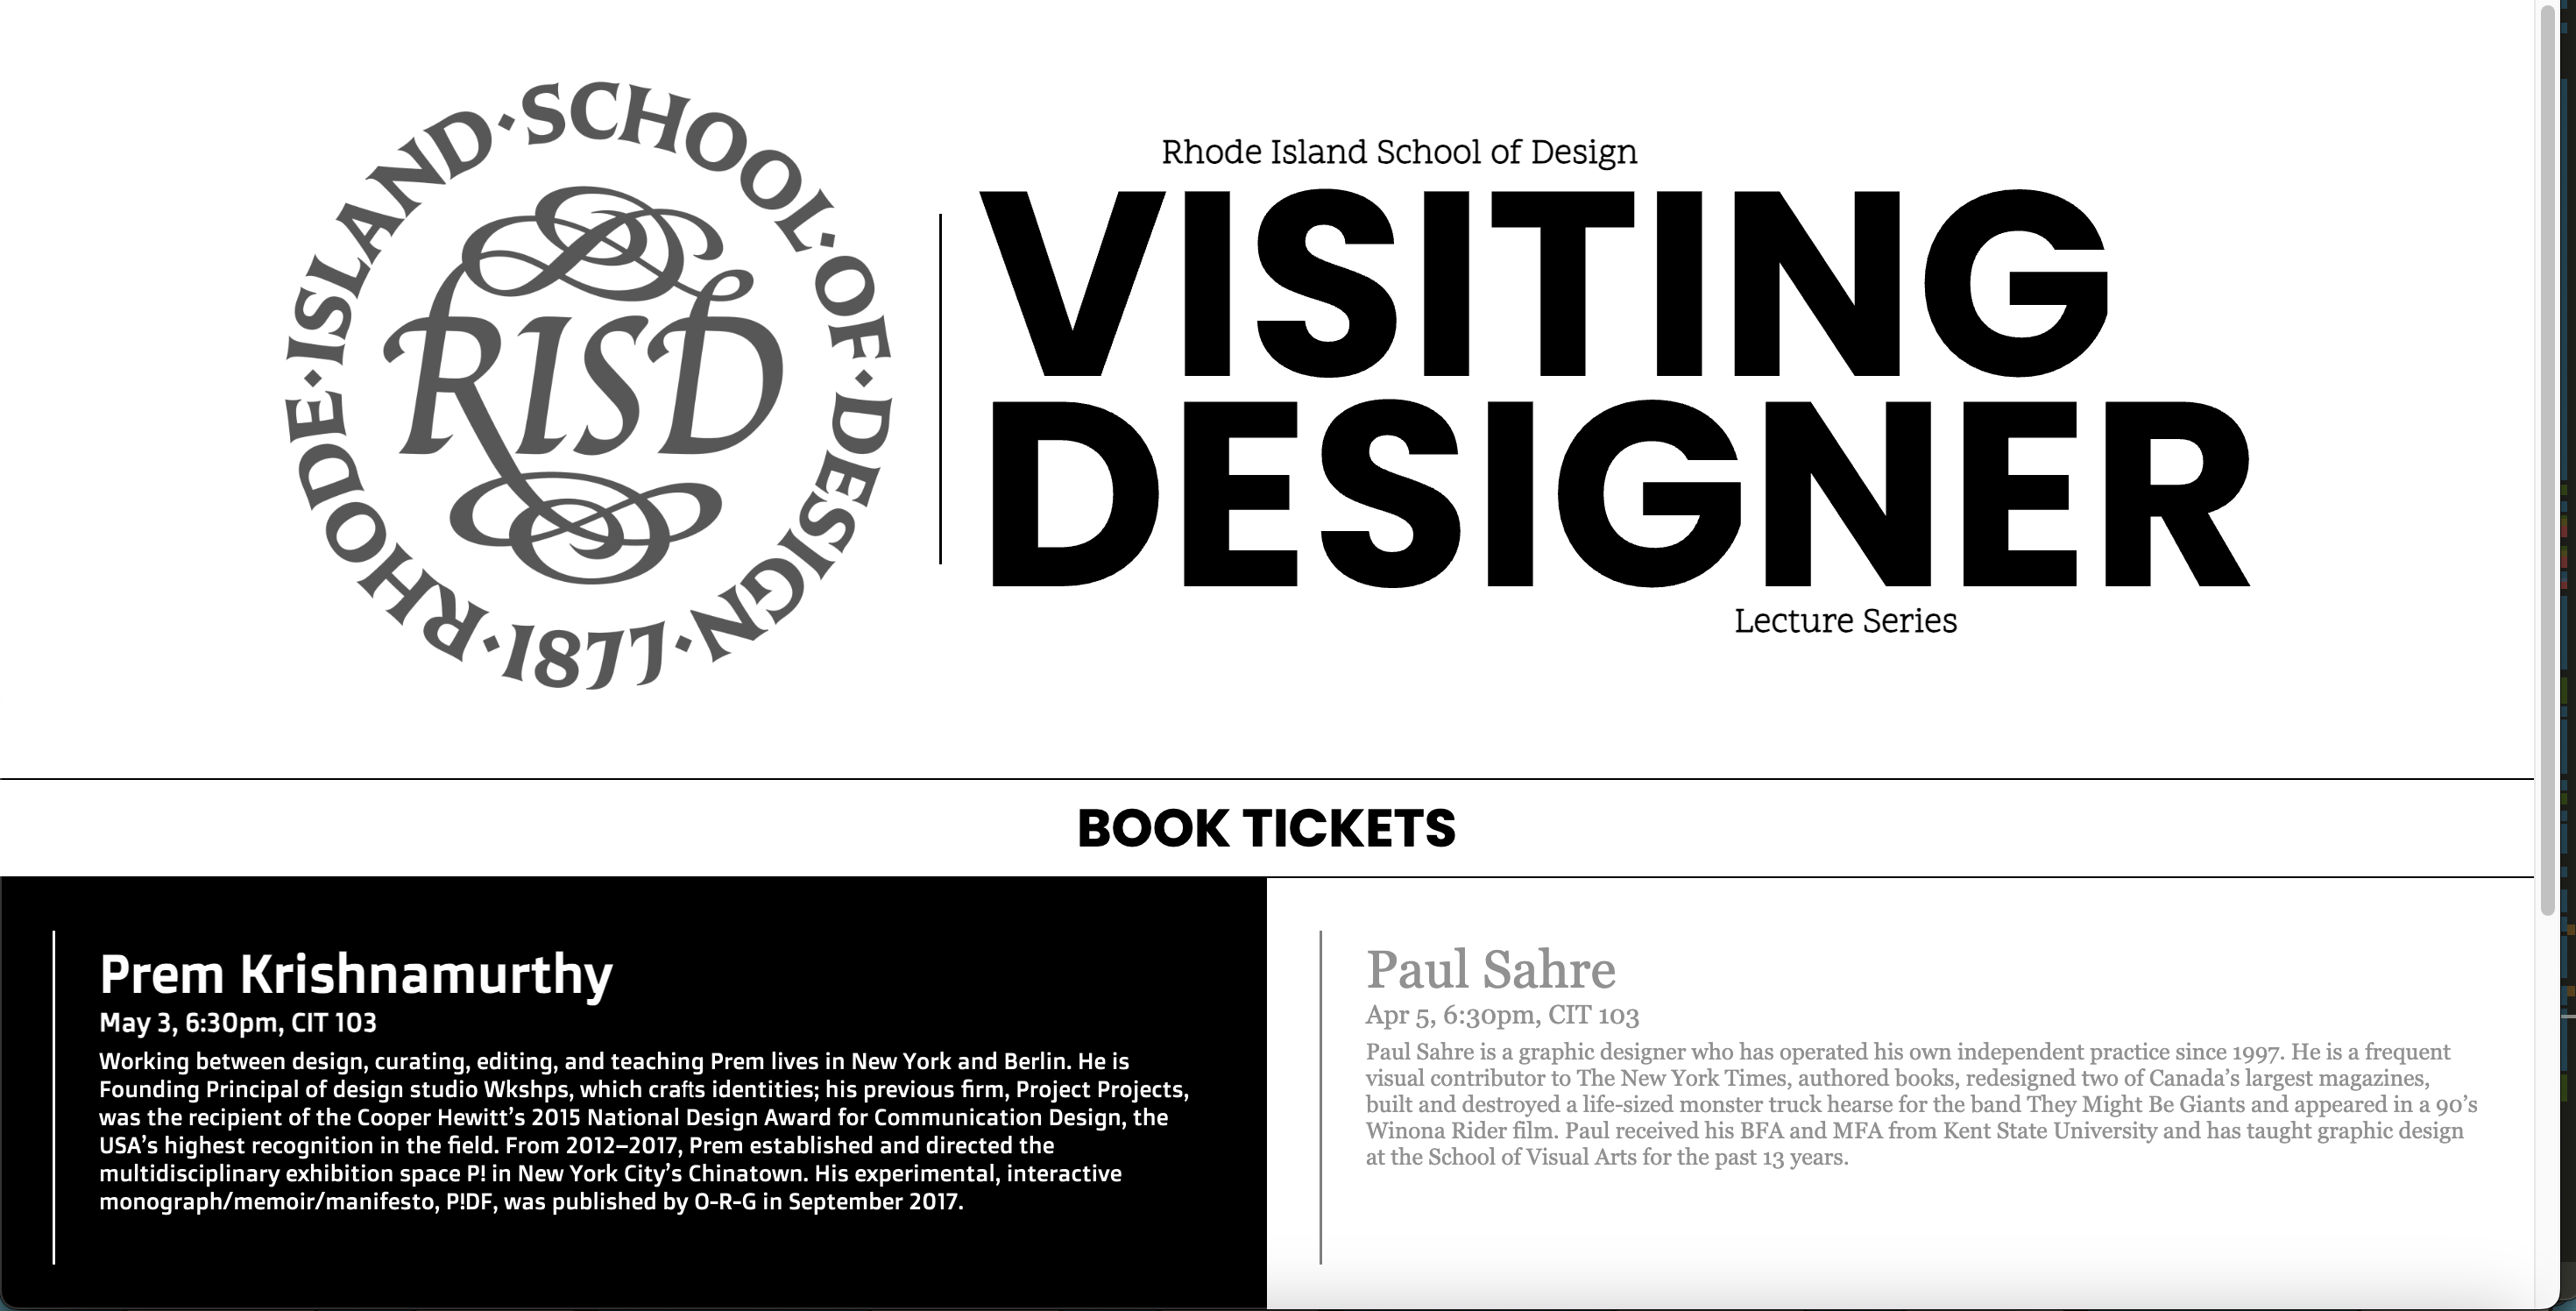 RHODE·ISLAND·SCHOOL·OF·DESIGN·1877·
RISD
Rhode Island School of Design
VISITING
DESIGNER
Lecture Series
BOOK TICKETS
Prem Krishnamurthy
May 3, 6:30pm, CIT 103
Working between design, curating, editing, and teaching Prem lives in New York and Berlin. He is
Founding Principal of design studio Wkshps, which crafts identities; his previous firm, Project Projects,
was the recipient of the Cooper Hewitt’s 2015 National Design Award for Communication Design, the
USA’s highest recognition in the field. From 2012–2017, Prem established and directed the
multidisciplinary exhibition space P! in New York City’s Chinatown. His experimental, interactive
monograph/memoir/manifesto, P!DF, was published by O-R-G in September 2017.
Paul Sahre
Apr 5, 6:30pm, CIT 103
Paul Sahre is a graphic designer who has operated his own independent practice since 1997. He is a frequent
visual contributor to The New York Times, authored books, redesigned two of Canada’s largest magazines,
built and destroyed a life-sized monster truck hearse for the band They Might Be Giants and appeared in a 90’s
Winona Rider film. Paul received his BFA and MFA from Kent State University and has taught graphic design
at the School of Visual Arts for the past 13 years.